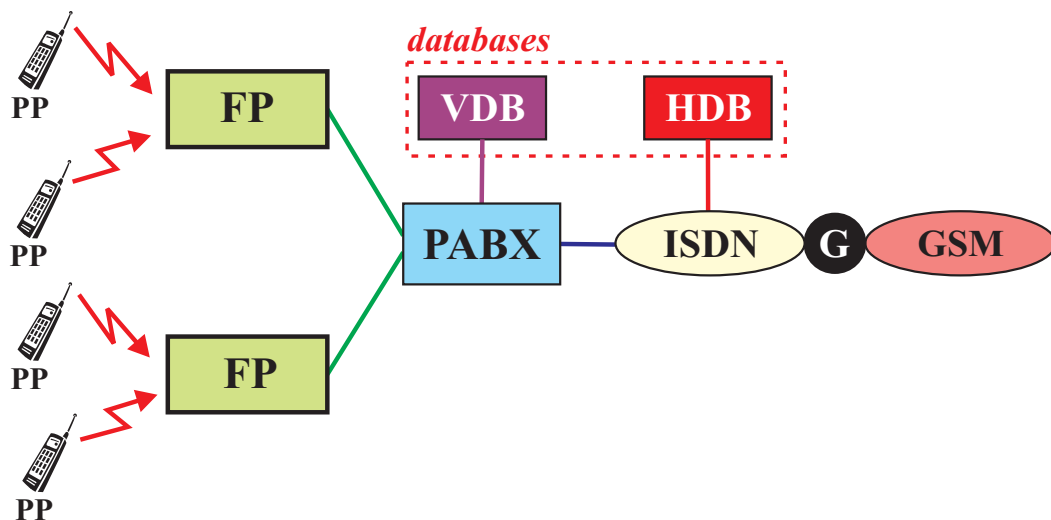 databases
PP
FP
VDB
HDB
PP
PABX
ISDN
G
GSM
PP
FP
PP